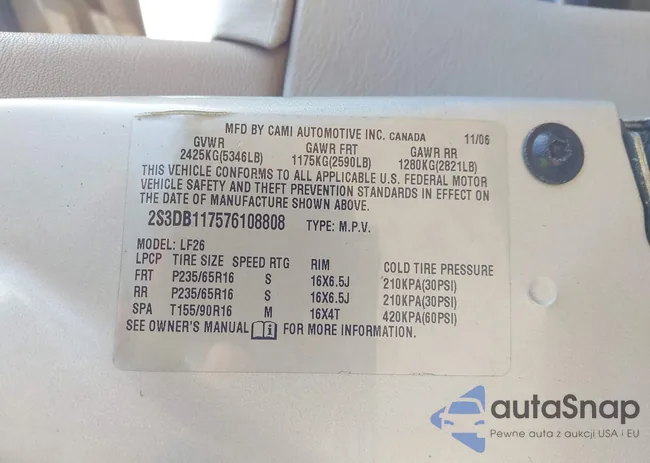 MFD BY CAMI AUTOMOTIVE INC. CANADA 11/06
GVWR GAWR FRT GAWR RR
2425KG(5346LB) 1175KG(2590LB) 1280KG(2821LB)
THIS VEHICLE CONFORMS TO ALL APPLICABLE U.S. FEDERAL MOTOR
VEHICLE SAFETY AND THEFT PREVENTION STANDARDS IN EFFECT ON
THE DATE OF MANUFACTURE SHOWN ABOVE.
2S3DB117576108808 TYPE: M.P.V.
MODEL: LF26
LPCP TIRE SIZE SPEED RTG RIM COLD TIRE PRESSURE
FRT P235/65R16 S 16X6.5J 210KPA(30PSI)
RR P235/65R16 S 16X6.5J 210KPA(30PSI)
SPA T155/90R16 M 16X4T 420KPA(60PSI)
SEE OWNER'S MANUAL FOR MORE INFORMATION.
autaSnap
Pewne auta z aukcji USA i EU